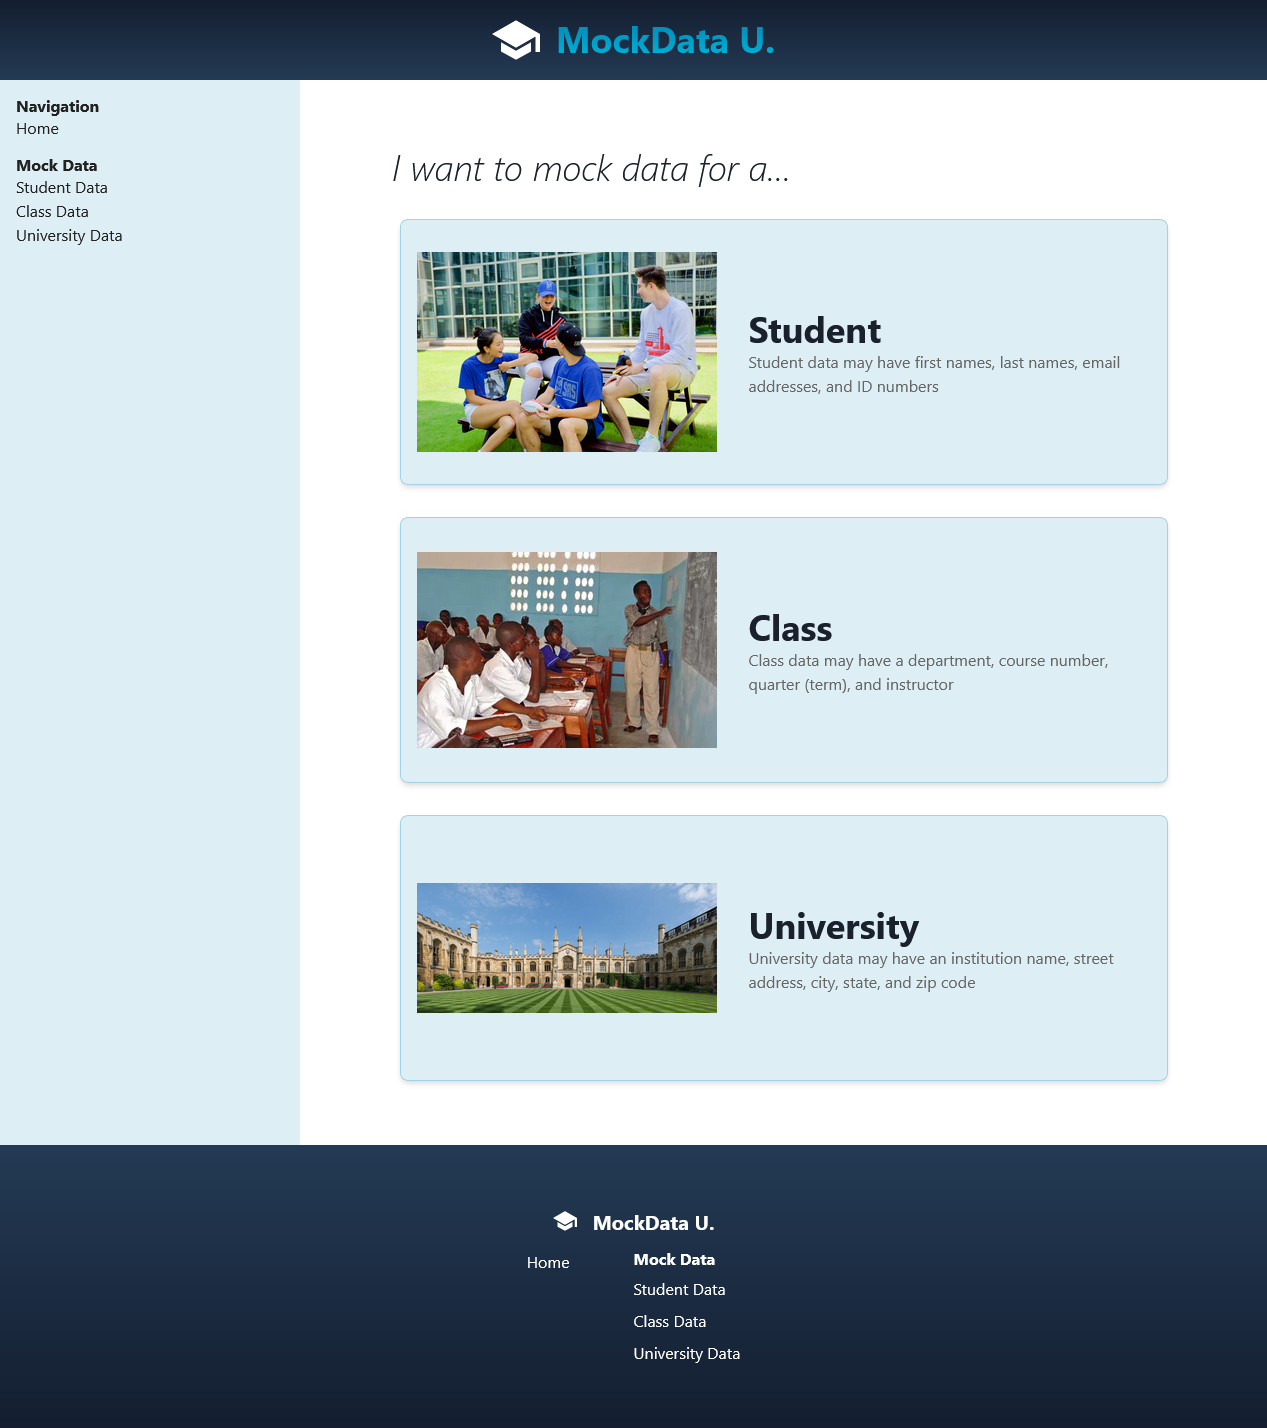 MockData U.
Navigation
Home
Mock Data
Student Data
Class Data
University Data
I want to mock data for a...
Student
Student data may have first names, last names, email
addresses, and ID numbers
Class
Class data may have a department, course number,
quarter (term), and instructor
University
University data may have an institution name, street
address, city, state, and zip code
MockData U.
Home
Mock Data
Student Data
Class Data
University Data